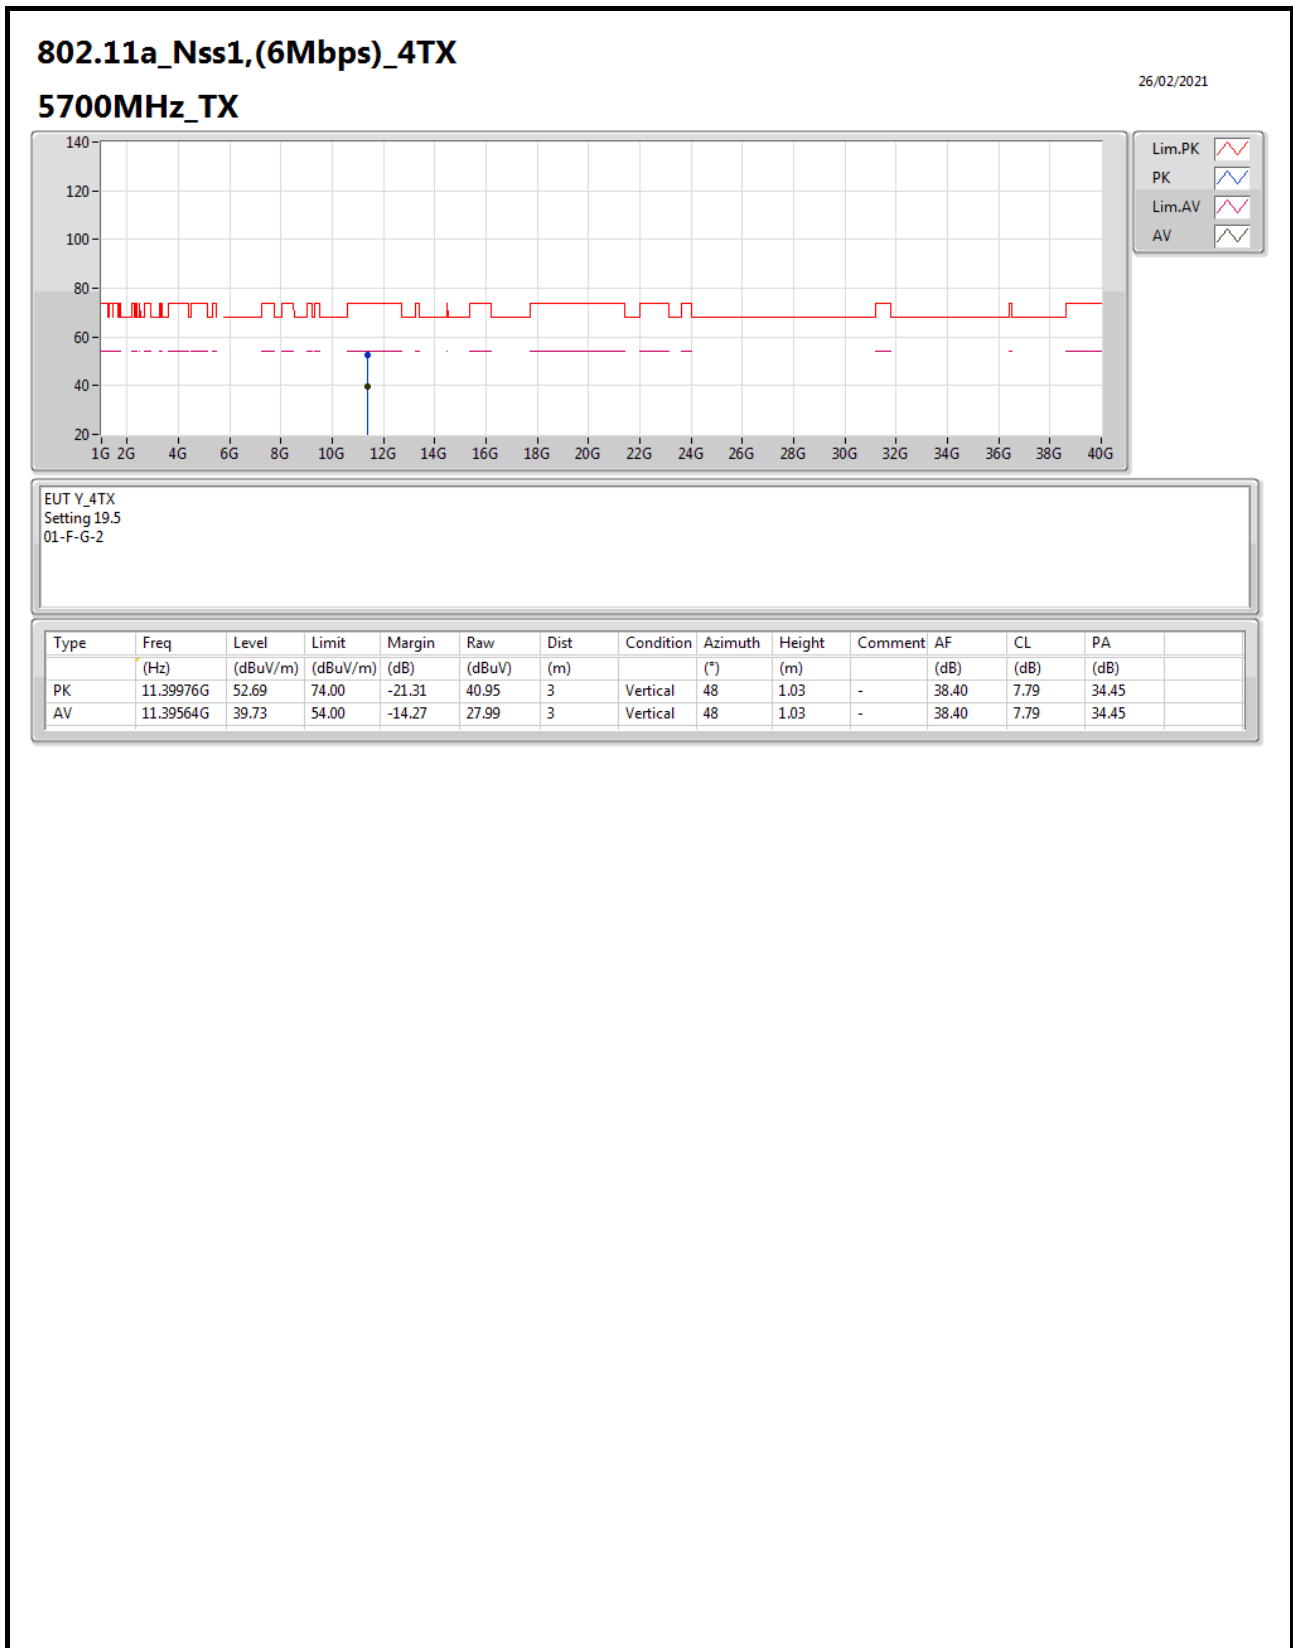 802.11a_Nss1,(6Mbps)_4TX
26/02/2021
5700MHz_TX
140
120
100
80
60
40
20
1G 2G 4G 6G 8G 10G 12G 14G 16G 18G 20G 22G 24G 26G 28G 30G 32G 34G 36G 38G 40G
Lim.PK
PK
Lim.AV
AV
EUT Y_4TX
Setting 19.5
01-F-G-2
Type Freq Level Limit Margin Raw Dist Condition Azimuth Height Comment AF CL PA
(Hz) (dBuV/m) (dBuV/m) (dB) (dBuV) (m) (°) (m) (dB) (dB) (dB)
PK 11.39976G 52.69 74.00 -21.31 40.95 3 Vertical 48 1.03 - 38.40 7.79 34.45
AV 11.39564G 39.73 54.00 -14.27 27.99 3 Vertical 48 1.03 - 38.40 7.79 34.45